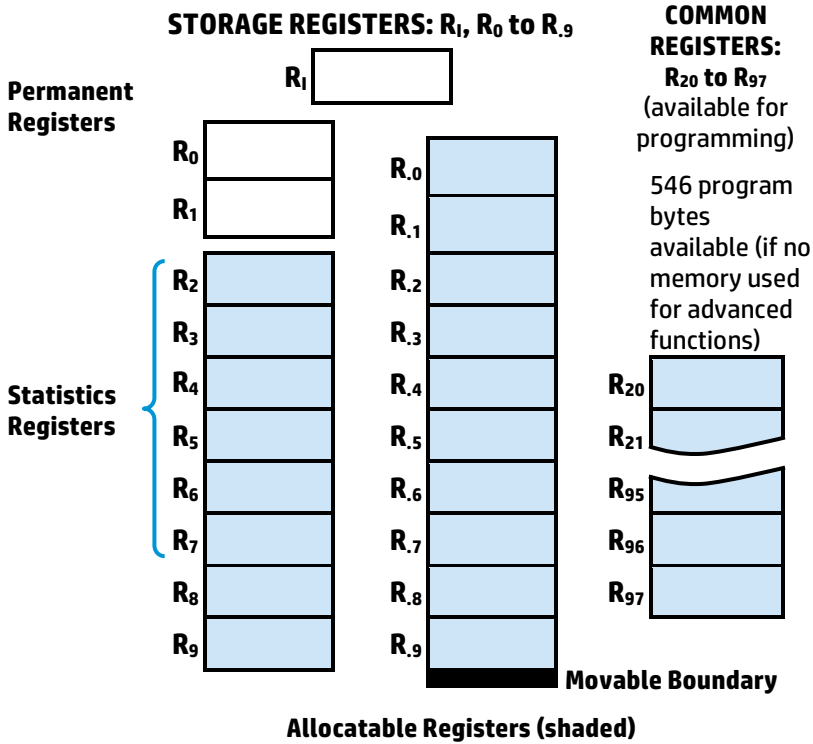 STORAGE REGISTERS: RI, R0 to R.9
RI
Permanent
Registers
R0
R1
R2
R3
R4
R5
R6
R7
R8
R9
Statistics
Registers
R.0
R.1
R.2
R.3
R.4
R.5
R.6
R.7
R.8
R.9
Movable Boundary
COMMON
REGISTERS:
R20 to R97
(available for
programming)
546 program
bytes
available (if no
memory used
for advanced
functions)
R20
R21
R95
R96
R97
Allocatable Registers (shaded)